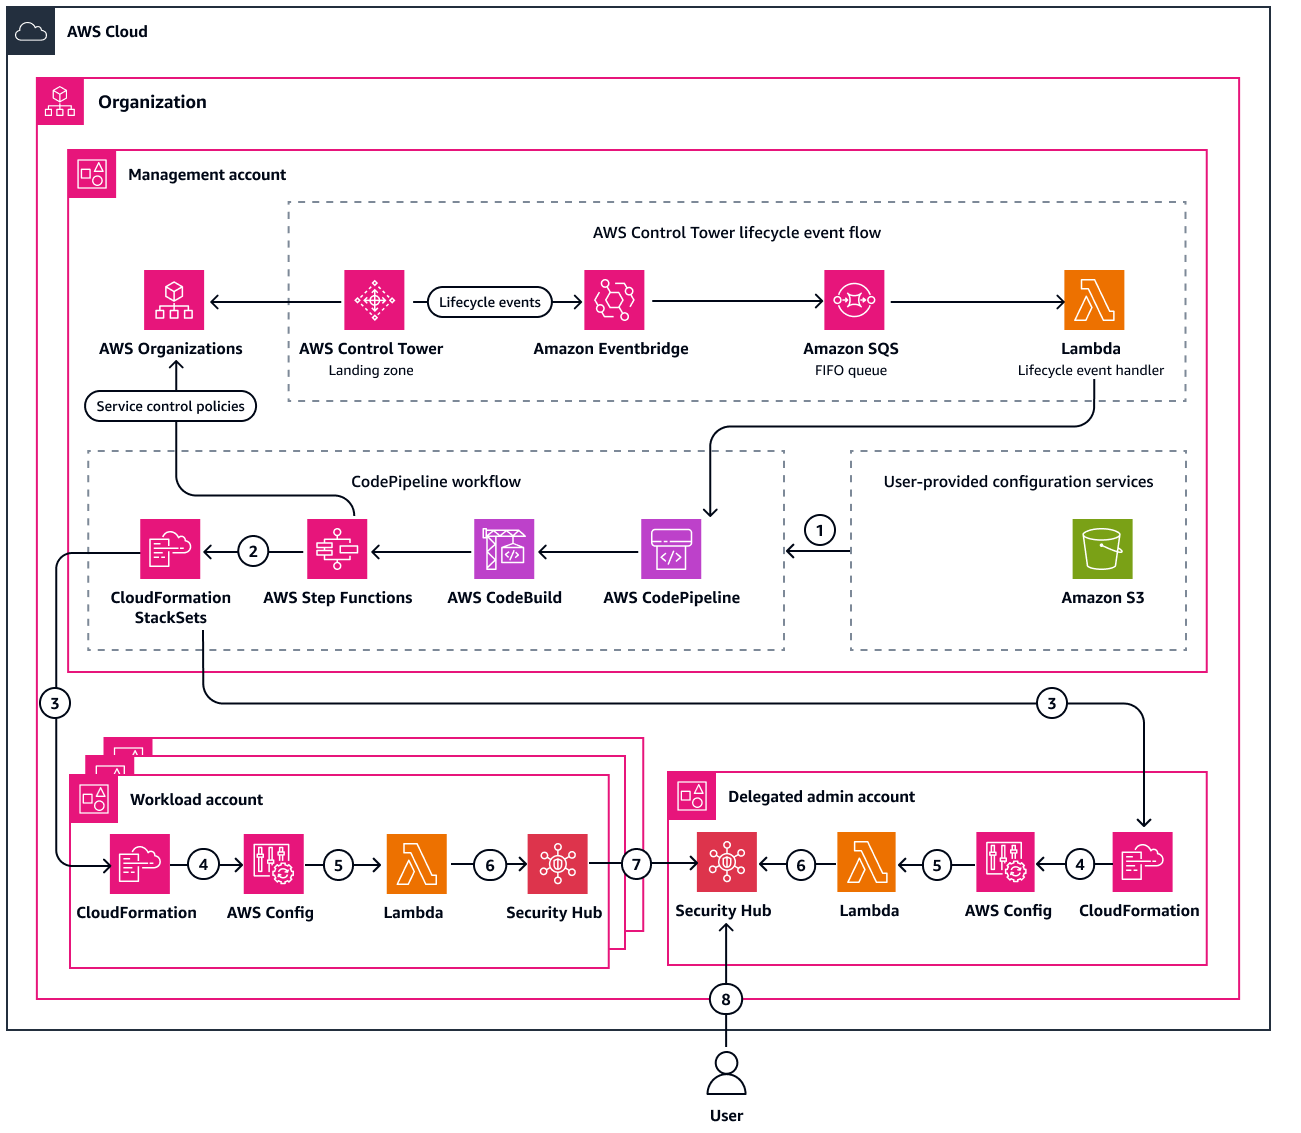 AWS Cloud
Organization
Management account
AWS Control Tower lifecycle event flow
Lifecycle events
AWS Organizations
AWS Control Tower
Landing zone
Amazon Eventbridge
Amazon SQS
FIFO queue
Lambda
Lifecycle event handler
Service control policies
CodePipeline workflow
User-provided configuration services
1
2
CloudFormation
StackSets
AWS Step Functions
AWS CodeBuild
AWS CodePipeline
Amazon S3
3
3
Workload account
Delegated admin account
4
5
6
7
6
5
4
CloudFormation
AWS Config
Lambda
Security Hub
Security Hub
Lambda
AWS Config
CloudFormation
8
User